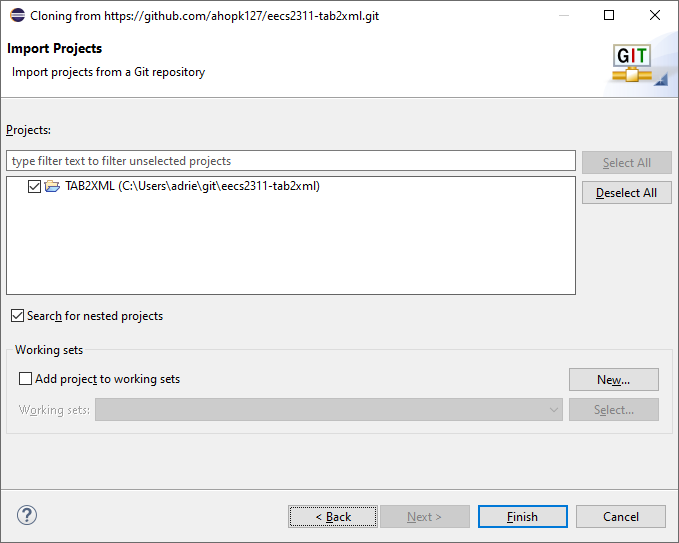 Cloning from https://github.com/ahopk127/eecs2311-tab2xml.git
Import Projects
Import projects from a Git repository
GIT
Projects:
type filter text to filter unselected projects
Select All
TAB2XML (C:\Users\adrie\git\eecs2311-tab2xml)
Deselect All
Search for nested projects
Working sets
Add project to working sets
New...
Working sets:
Select...
?
< Back
Next >
Finish
Cancel